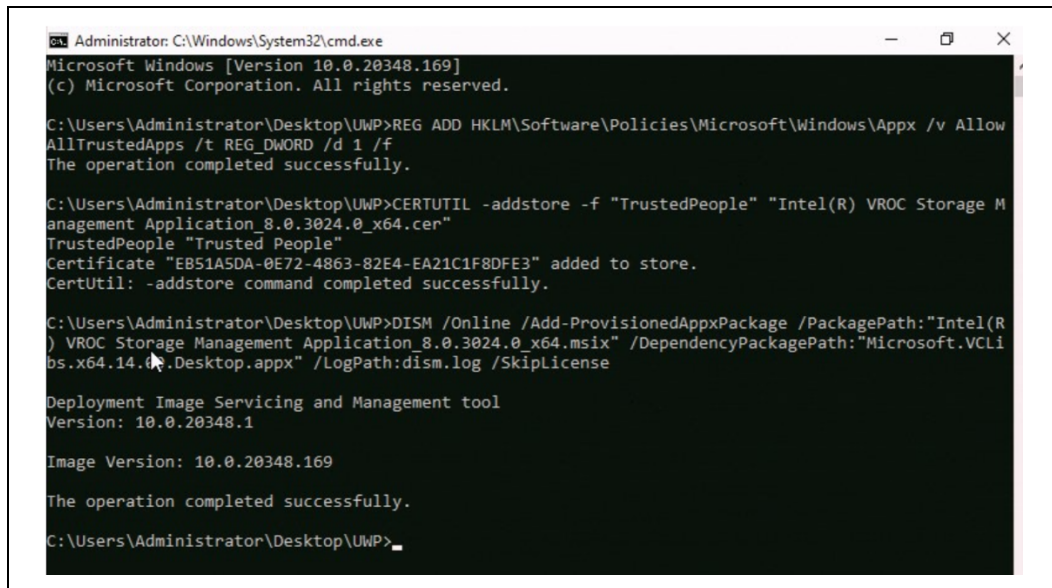 Administrator: C:\Windows\System32\cmd.exe
Microsoft Windows [Version 10.0.20348.169]
(c) Microsoft Corporation. All rights reserved.
C:\Users\Administrator\Desktop\UWP>REG ADD HKLM\Software\Policies\Microsoft\Windows\Appx /v Allow
AllTrustedApps /t REG_DWORD /d 1 /f
The operation completed successfully.
C:\Users\Administrator\Desktop\UWP>CERTUTIL -addstore -f "TrustedPeople" "Intel(R) VROC Storage M
anagement Application_8.0.3024.0_x64.cer"
TrustedPeople "Trusted People"
Certificate "EB51A5DA-0E72-4863-82E4-EA21C1F8DFE3" added to store.
CertUtil: -addstore command completed successfully.
C:\Users\Administrator\Desktop\UWP>DISM /Online /Add-ProvisionedAppxPackage /PackagePath:"Intel(R
) VROC Storage Management Application_8.0.3024.0_x64.msix" /DependencyPackagePath:"Microsoft.VCLi
/LogPath:dism.log /SkipLicense
Deployment Image Servicing and Management tool
Version: 10.0.20348.1
Image Version: 10.0.20348.169
The operation completed successfully.
C:\Users\Administrator\Desktop\UWP>